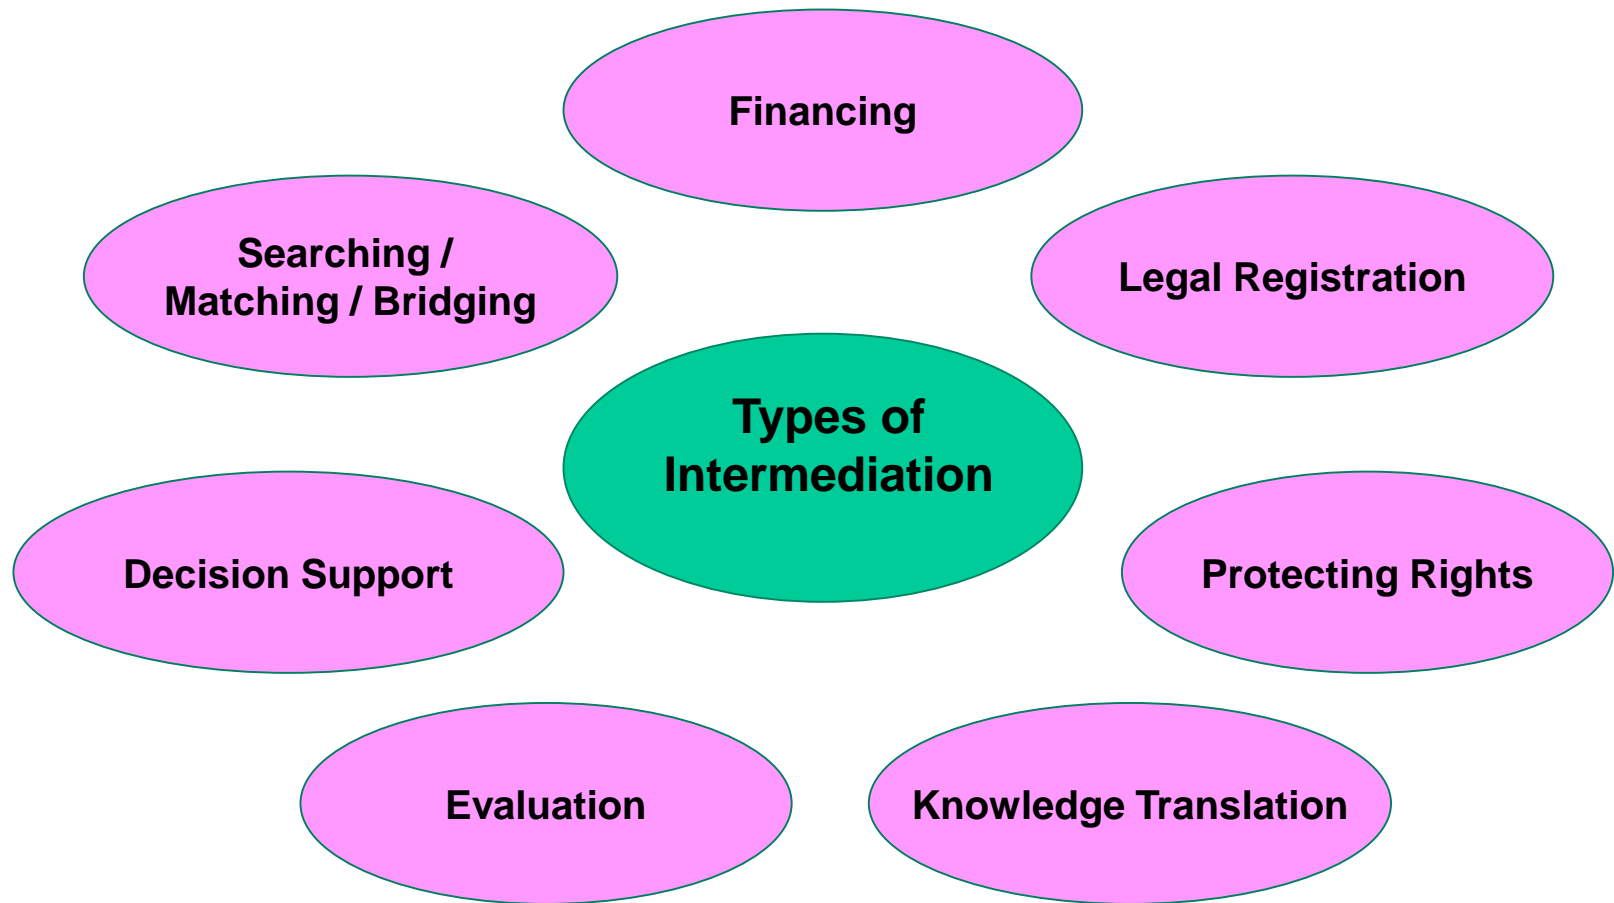 Financing
Searching /
Matching / Bridging
Legal Registration
Types of
Intermediation
Decision Support
Protecting Rights
Evaluation
Knowledge Translation